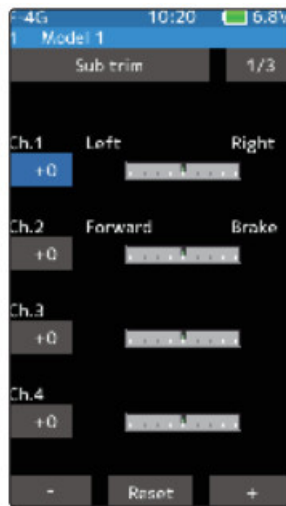 -4G 10:20 6.8V
1 Model 1
Sub trim 1/3
Ch.1 Left Right
+0
Ch.2 Forward Brake
+0
Ch.3
+0
Ch.4
+0
- Reset +